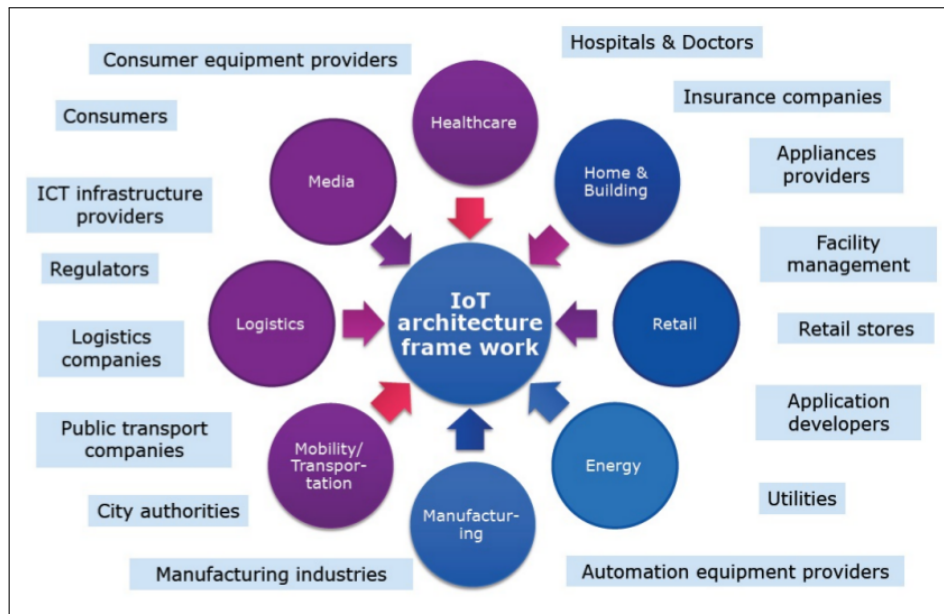 Hospitals & Doctors
Consumer equipment providers
Insurance companies
Consumers
Healthcare
Media
Home &
Building
Appliances
providers
ICT infrastructure
providers
Facility
management
Regulators
IoT
architecture
frame work
Logistics
Retail
Retail stores
Logistics
companies
Application
developers
Public transport
companies
Mobility/
Transpor-
tation
Energy
Utilities
City authorities
Manufactur-
ing
Manufacturing industries
Automation equipment providers